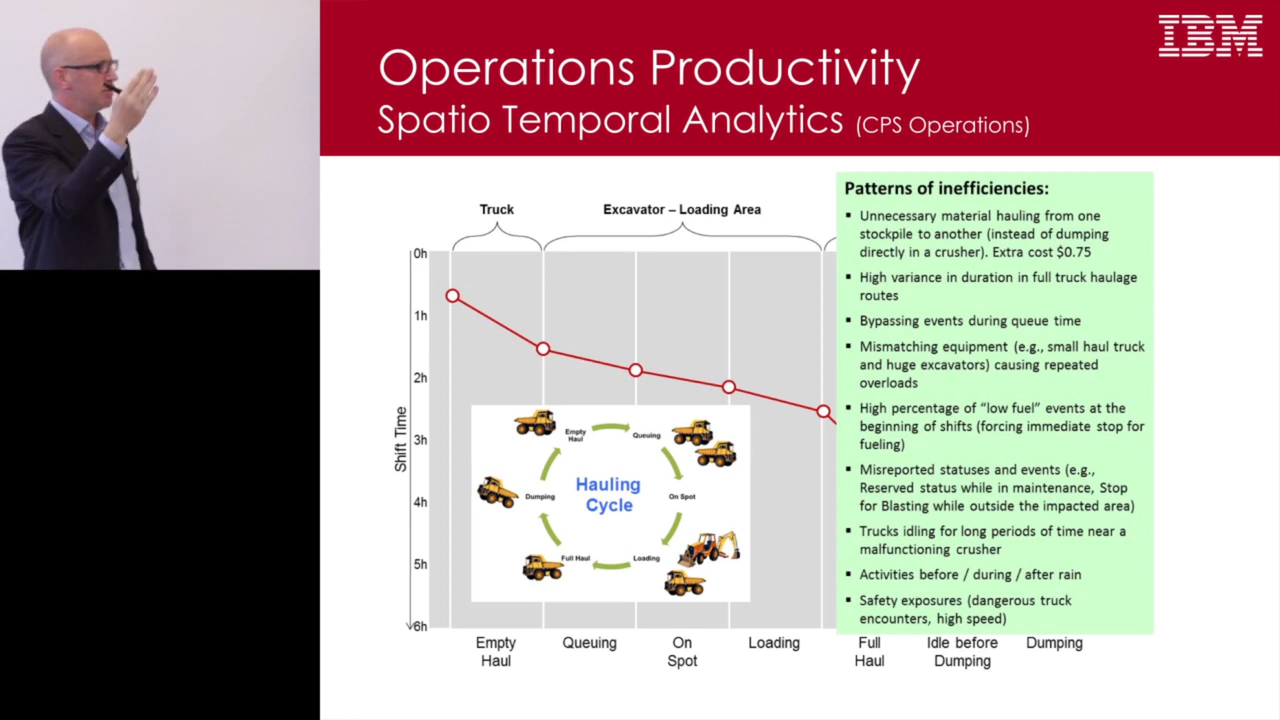 IBM
Operations Productivity
Spatio Temporal Analytics (CPS Operations)
Truck
Excavator – Loading Area
Shift Time
0h
1h
2h
3h
4h
5h
6h
Empty
Haul
Queuing
On Spot
Loading
Full Haul
Dumping
Hauling
Cycle
Empty
Haul
Queuing
On
Spot
Loading
Full
Haul
Idle before
Dumping
Dumping
Patterns of inefficiencies:
▪ Unnecessary material hauling from one
stockpile to another (instead of dumping
directly in a crusher). Extra cost $0.75
▪ High variance in duration in full truck haulage
routes
▪ Bypassing events during queue time
▪ Mismatching equipment (e.g., small haul truck
and huge excavators) causing repeated
overloads
▪ High percentage of “low fuel” events at the
beginning of shifts (forcing immediate stop for
fueling)
▪ Misreported statuses and events (e.g.,
Reserved status while in maintenance, Stop
for Blasting while outside the impacted area)
▪ Trucks idling for long periods of time near a
malfunctioning crusher
▪ Activities before / during / after rain
▪ Safety exposures (dangerous truck
encounters, high speed)